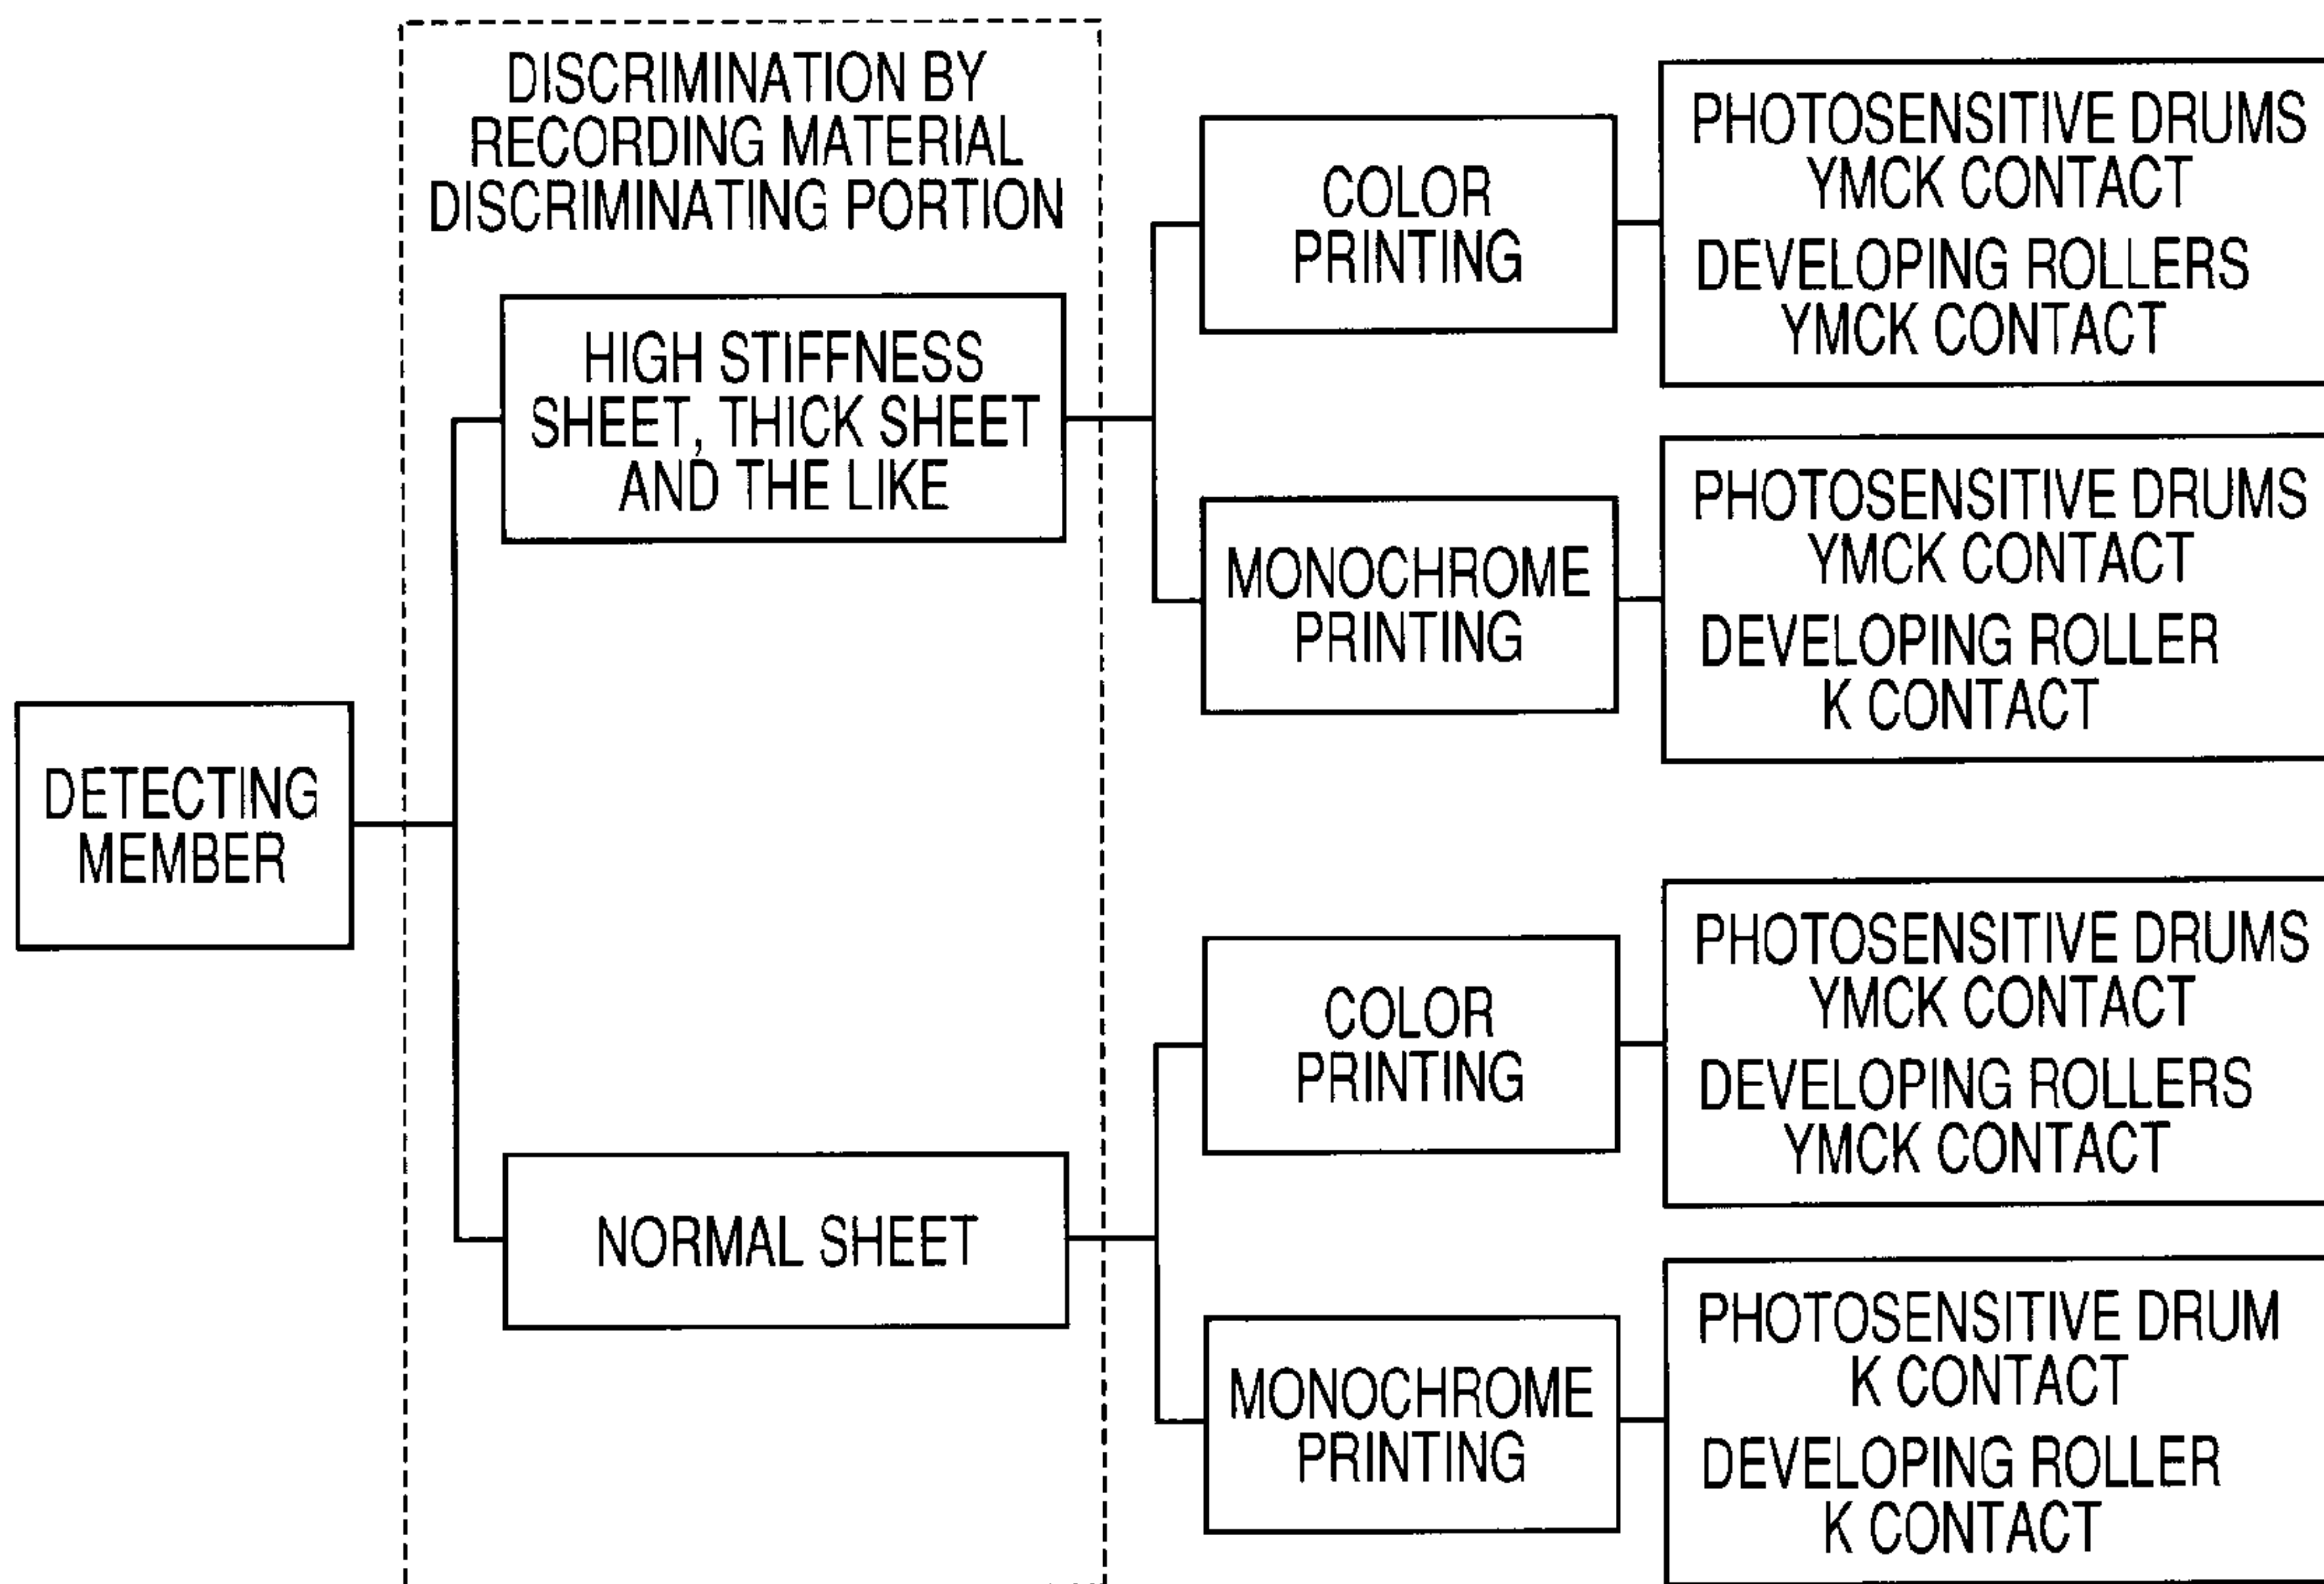 DISCRIMINATION BY
RECORDING MATERIAL
DISCRIMINATING PORTION
DETECTING
MEMBER
HIGH STIFFNESS
SHEET, THICK SHEET
AND THE LIKE
COLOR
PRINTING
PHOTOSENSITIVE DRUMS
YMCK CONTACT
DEVELOPING ROLLERS
YMCK CONTACT
MONOCHROME
PRINTING
PHOTOSENSITIVE DRUMS
YMCK CONTACT
DEVELOPING ROLLER
K CONTACT
NORMAL SHEET
COLOR
PRINTING
PHOTOSENSITIVE DRUMS
YMCK CONTACT
DEVELOPING ROLLERS
YMCK CONTACT
MONOCHROME
PRINTING
PHOTOSENSITIVE DRUM
K CONTACT
DEVELOPING ROLLER
K CONTACT